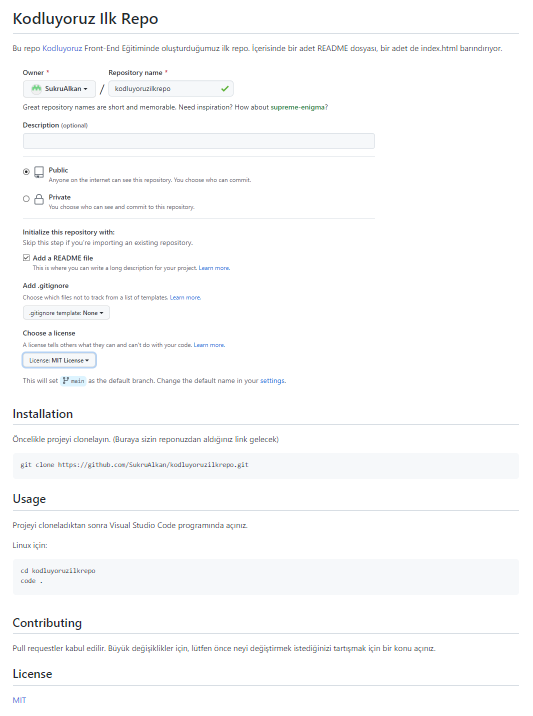 Kodluyoruz Ilk Repo
Bu repo Kodluyoruz Front-End Eğitiminde oluşturduğumuz ilk repo. İçerisinde bir adet README dosyası, bir adet de index.html barındırıyor.
Owner * Repository name *
SukruAlkan / kodluyoruzilkrepo
Great repository names are short and memorable. Need inspiration? How about supreme-enigma?
Description (optional)
Public
Anyone on the internet can see this repository. You choose who can commit.
Private
You choose who can see and commit to this repository.
Initialize this repository with:
Skip this step if you're importing an existing repository.
Add a README file
This is where you can write a long description for your project. Learn more.
Add .gitignore
Choose which files not to track from a list of templates. Learn more.
.gitignore template: None
Choose a license
A license tells others what they can and can't do with your code. Learn more.
License: MIT License
This will set main as the default branch. Change the default name in your settings.
Installation
Öncelikle projeyi clonelayın. (Buraya sizin reponuzdan aldığınız link gelecek)
git clone https://github.com/SukruAlkan/kodluyoruzilkrepo.git
Usage
Projeyi cloneladıktan sonra Visual Studio Code programında açınız.
Linux için:
cd kodluyoruzilkrepo
code .
Contributing
Pull requestler kabul edilir. Büyük değişiklikler için, lütfen önce neyi değiştirmek istediğinizi tartışmak için bir konu açınız.
License
MIT